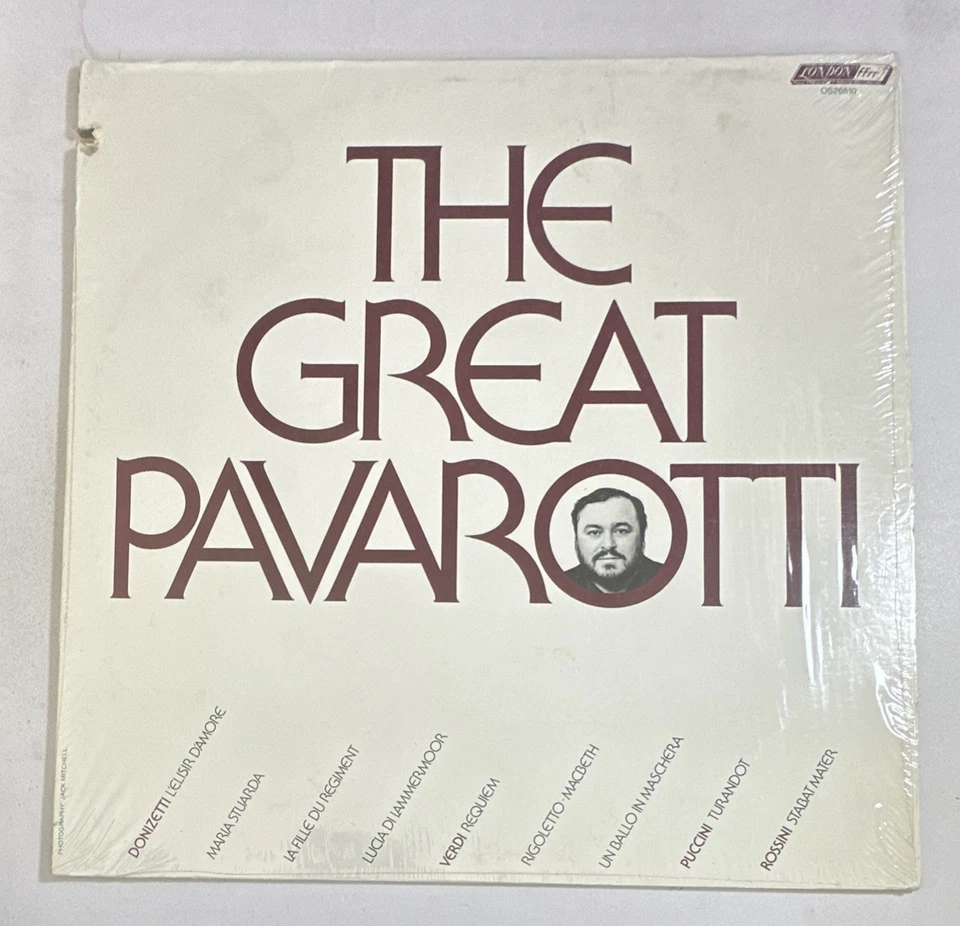 LONDON ffrr
OS26510
THE
GREAT
PAVAROTTI
DONIZETTI L'ELISIR D'AMORE
MARIA STUARDA
LA FILLE DU REGIMENT
LUCIA DI LAMMERMOOR
VERDI REQUIEM
RIGOLETTO · MACBETH
UN BALLO IN MASCHERA
PUCCINI TURANDOT
ROSSINI STABAT MATER
PHOTOGRAPHY: JACK MITCHELL